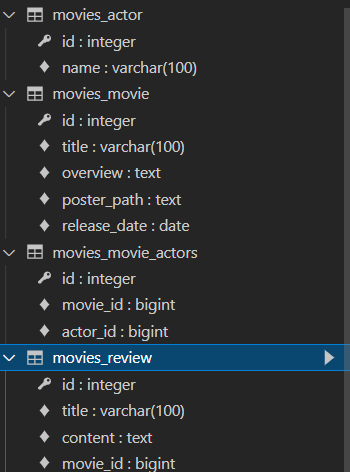 movies_actor
id : integer
name : varchar(100)
movies_movie
id : integer
title : varchar(100)
overview : text
poster_path : text
release_date : date
movies_movie_actors
id : integer
movie_id : bigint
actor_id : bigint
movies_review
id : integer
title : varchar(100)
content : text
movie_id : bigint